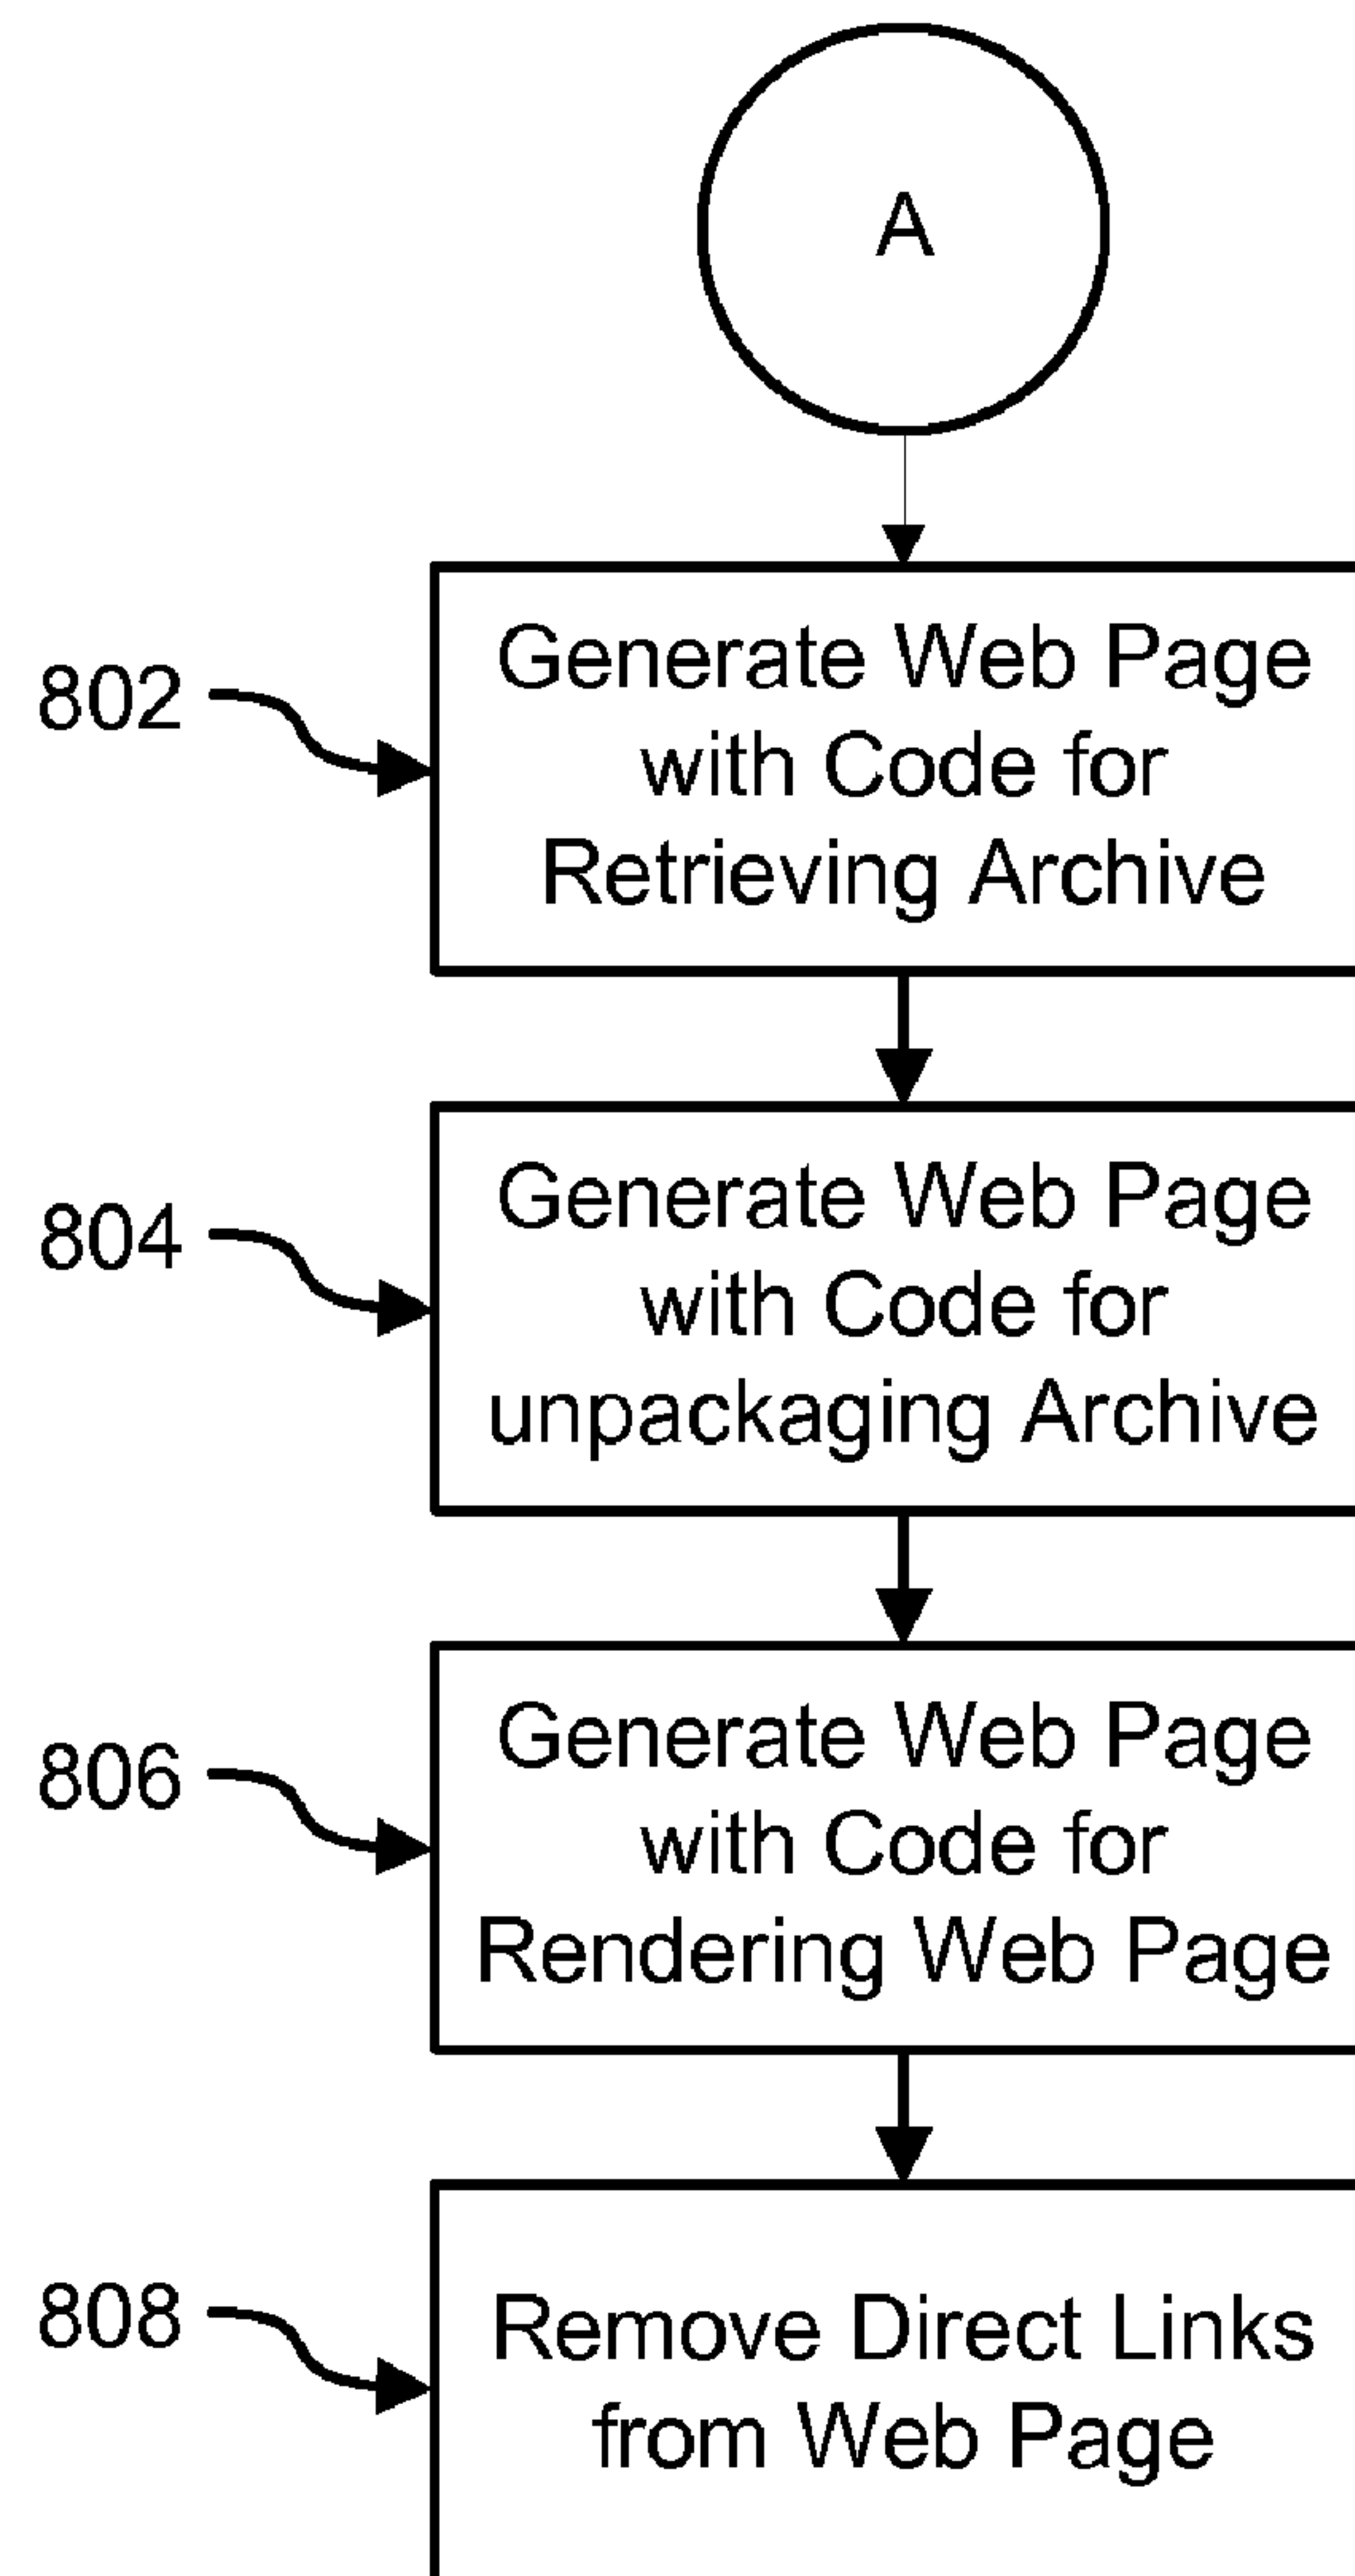 A
802
Generate Web Page
with Code for
Retrieving Archive
804
Generate Web Page
with Code for
unpackaging Archive
806
Generate Web Page
with Code for
Rendering Web Page
808
Remove Direct Links
from Web Page